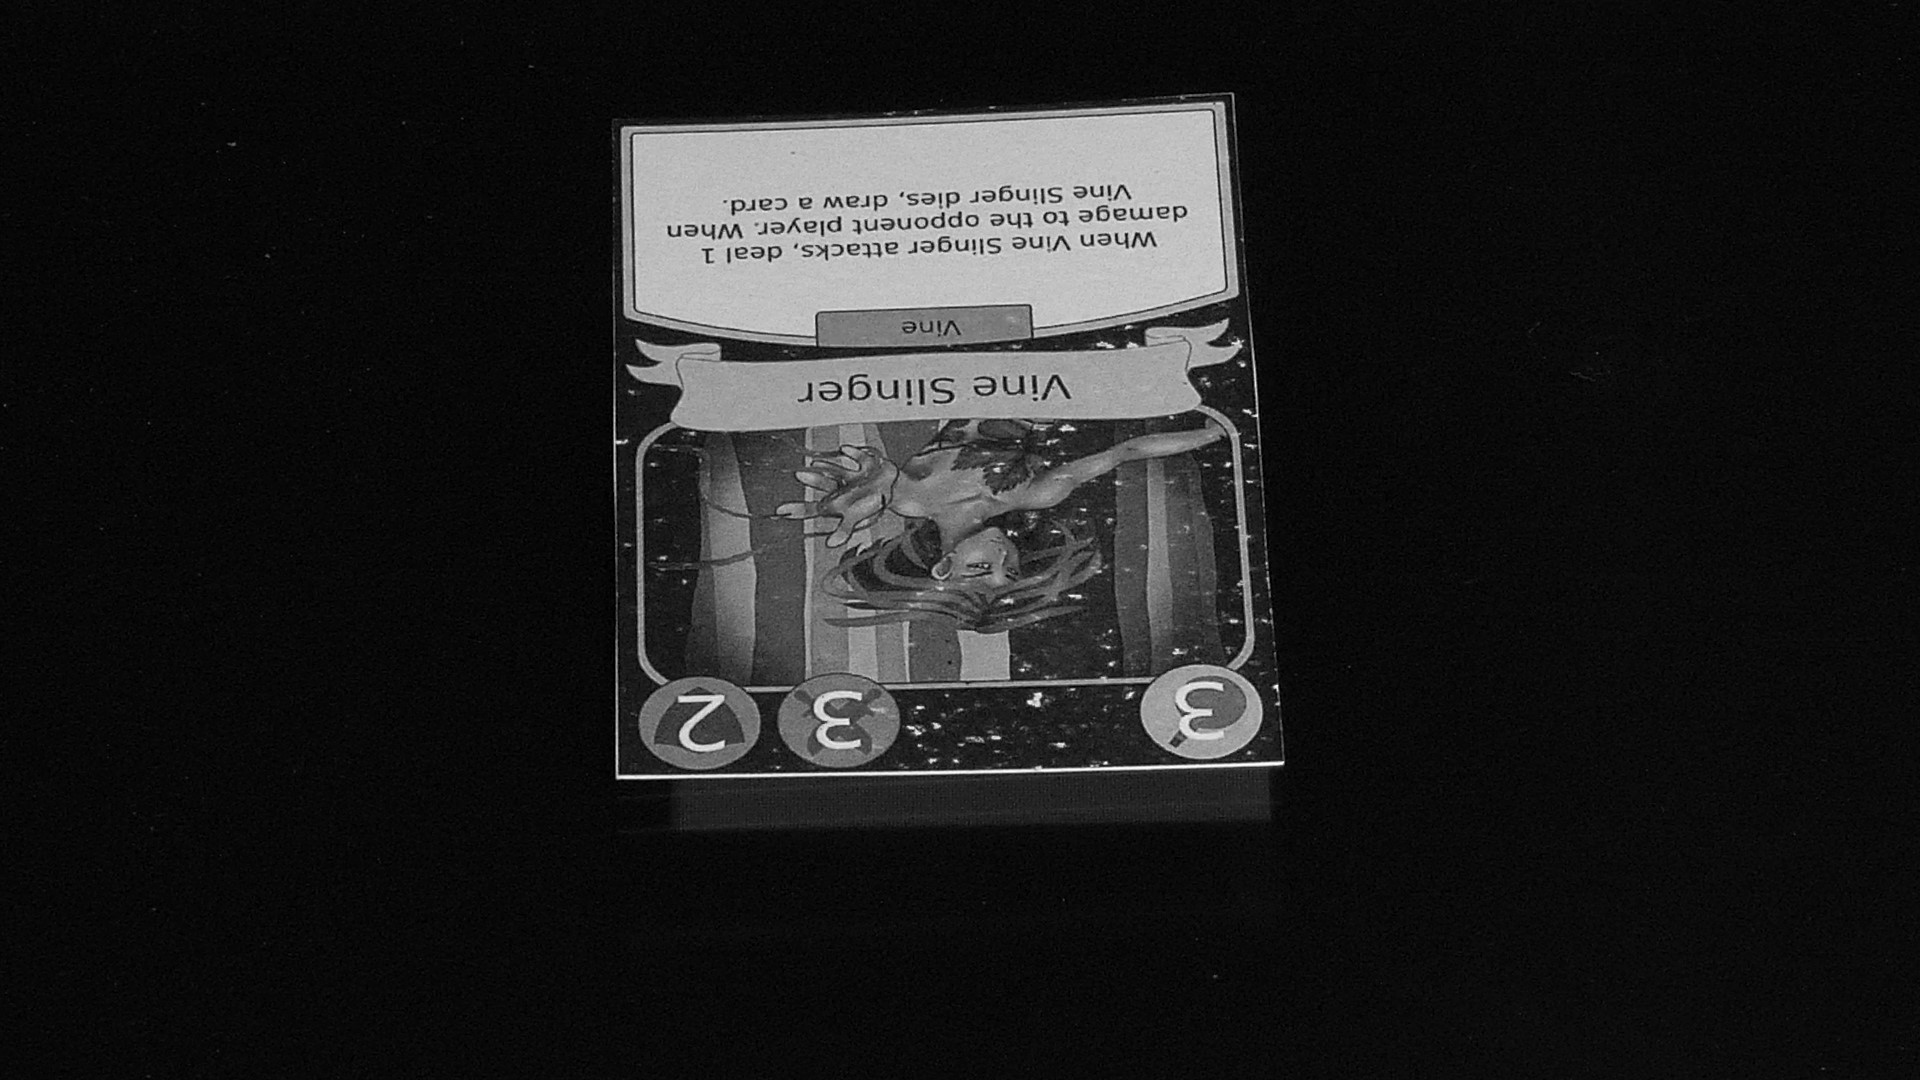 3 3 2
Vine Slinger
Vine
When Vine Slinger attacks, deal 1
damage to the opponent player. When
Vine Slinger dies, draw a card.